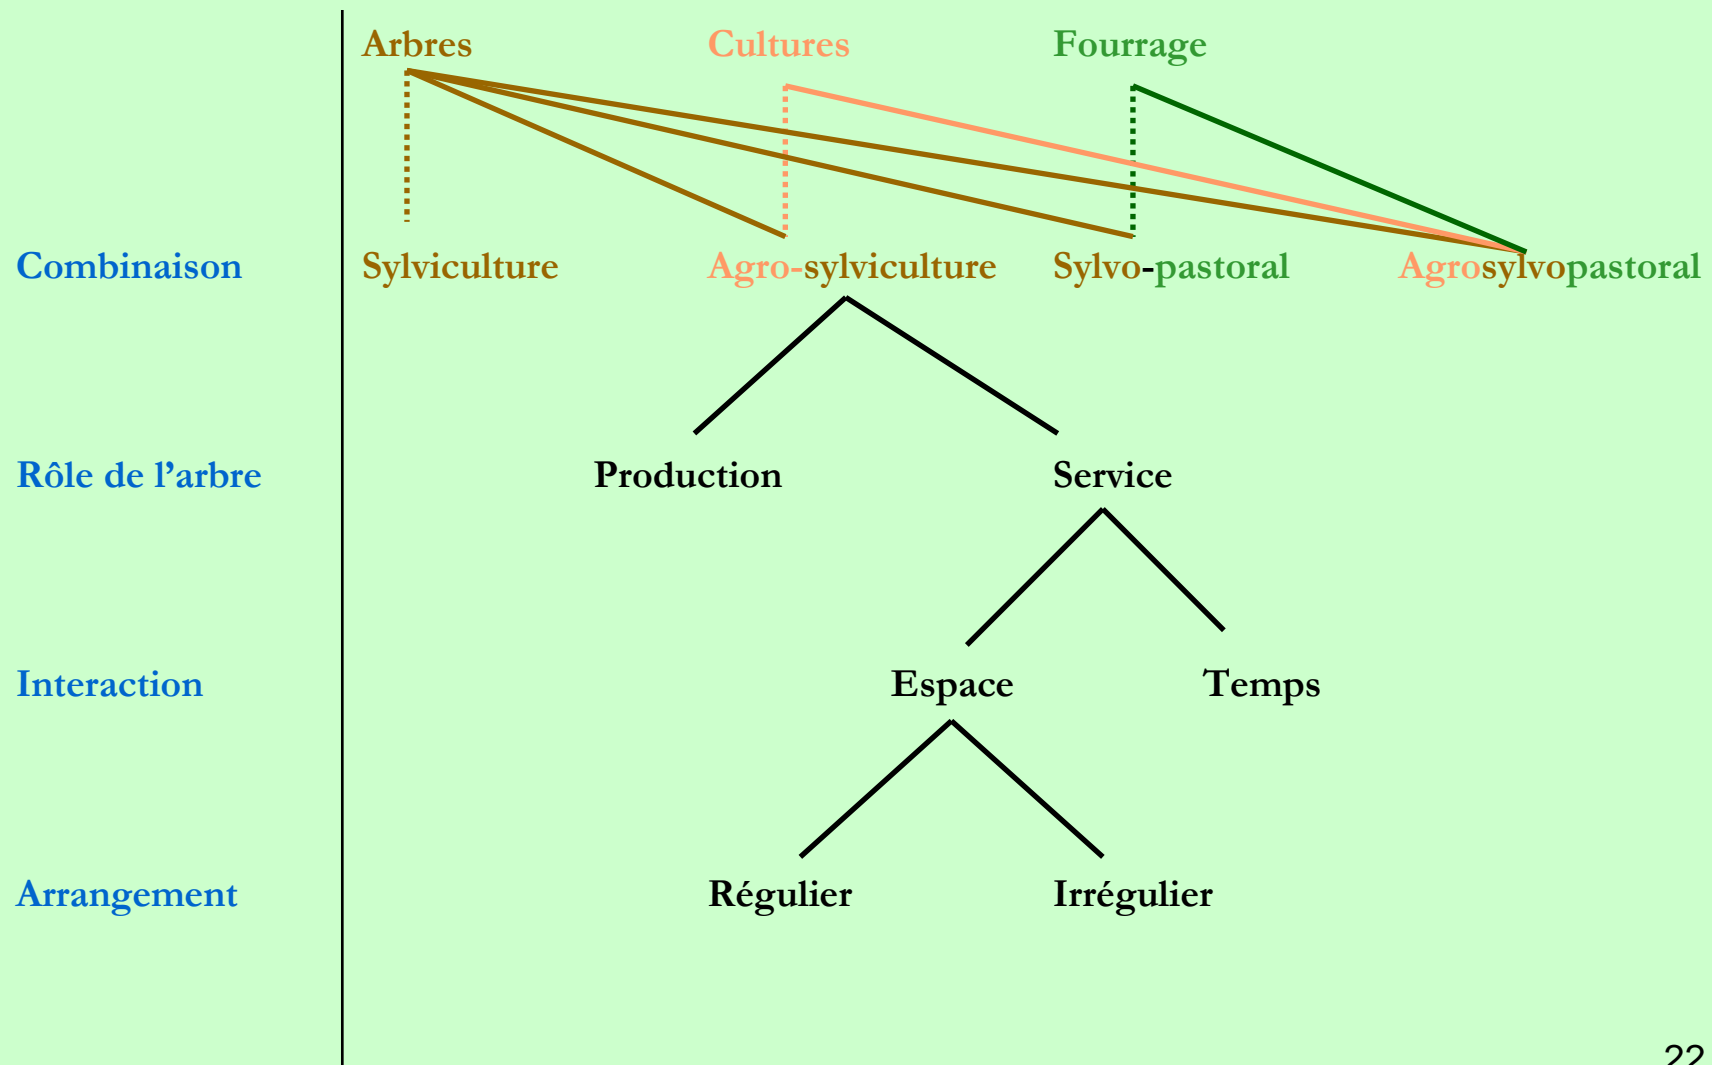 Arbres Cultures Fourrage
Combinaison Sylviculture Agro-sylviculture Sylvo-pastoral Agrosylvopastoral
Rôle de l’arbre Production Service
Interaction Espace Temps
Arrangement Régulier Irrégulier
22